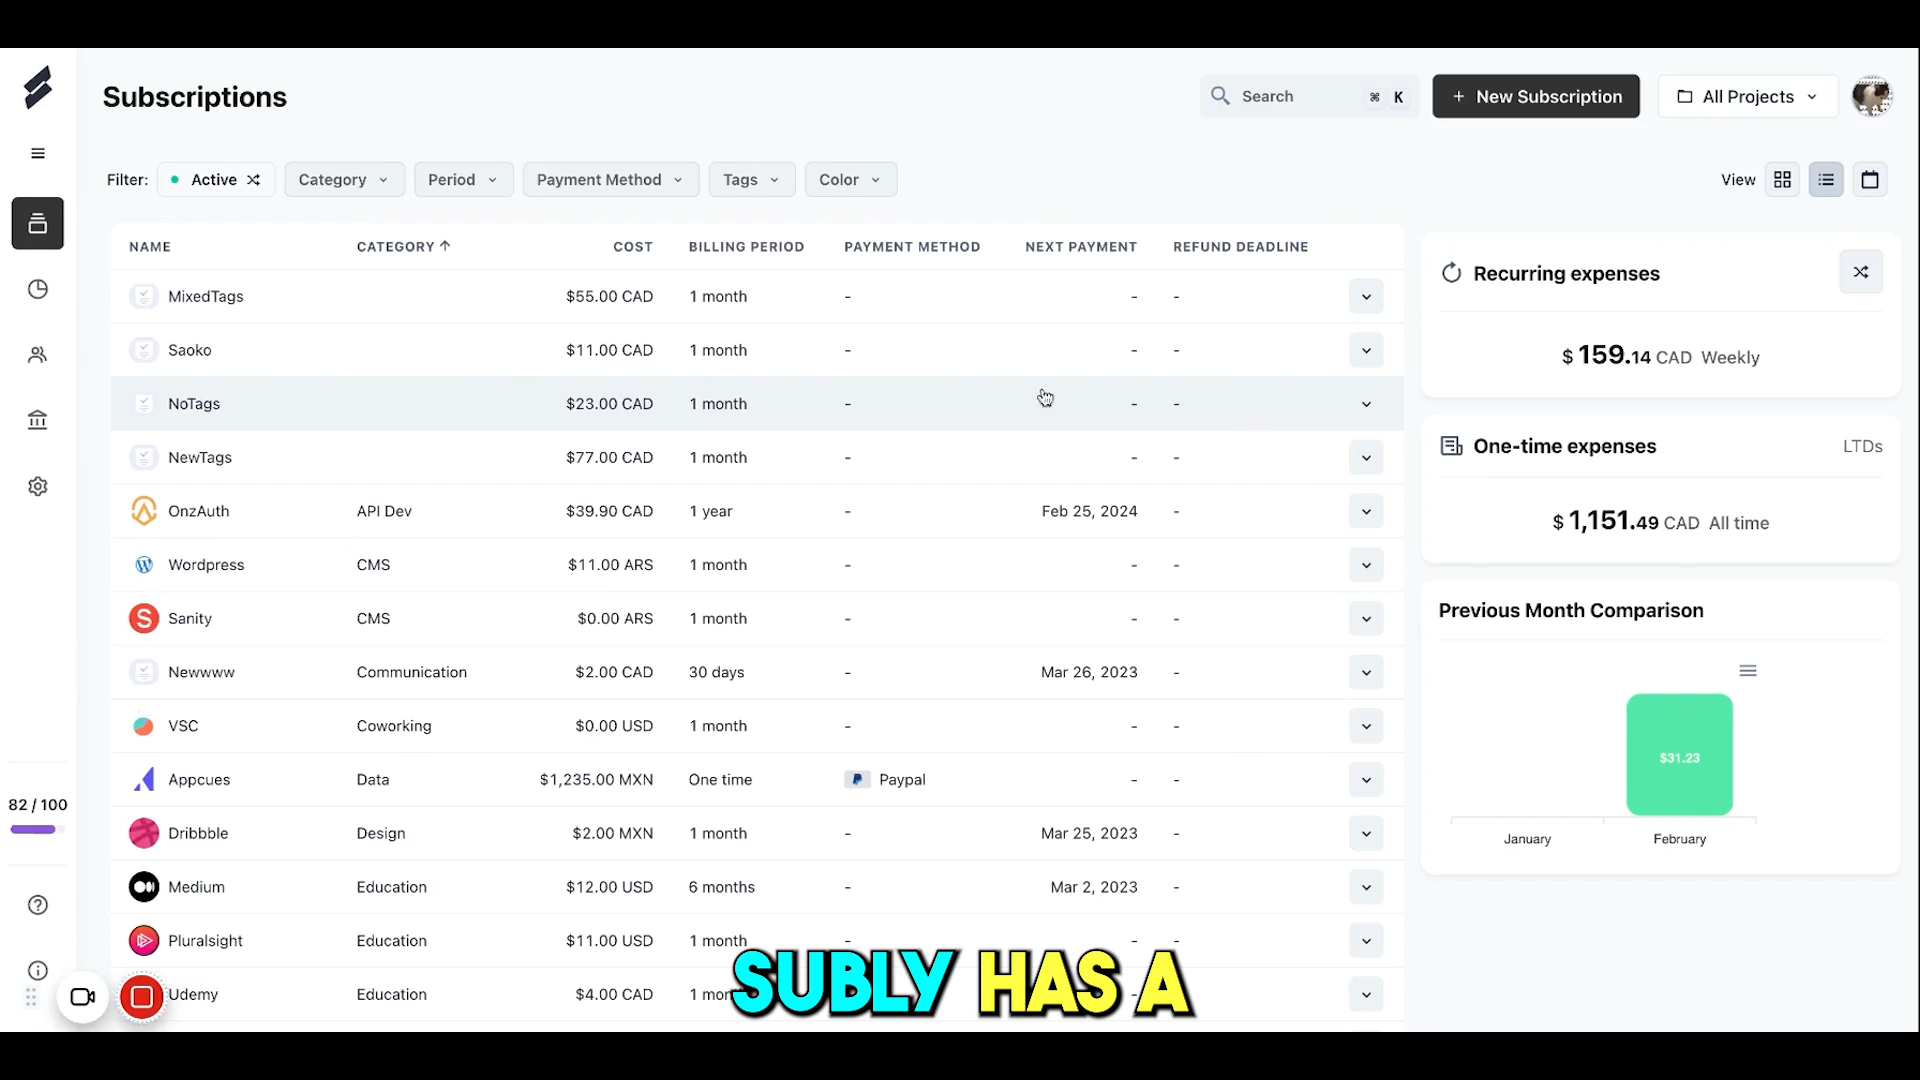 Subscriptions
Search ⌘ K
+ New Subscription
All Projects
Filter: Active Category Period Payment Method Tags Color
View
NAME CATEGORY ↑ COST BILLING PERIOD PAYMENT METHOD NEXT PAYMENT REFUND DEADLINE
MixedTags $55.00 CAD 1 month - - -
Saoko $11.00 CAD 1 month - - -
NoTags $23.00 CAD 1 month - - -
NewTags $77.00 CAD 1 month - - -
OnzAuth API Dev $39.90 CAD 1 year - Feb 25, 2024 -
Wordpress CMS $11.00 ARS 1 month - - -
Sanity CMS $0.00 ARS 1 month - - -
Newwww Communication $2.00 CAD 30 days - Mar 26, 2023 -
VSC Coworking $0.00 USD 1 month - - -
Appcues Data $1,235.00 MXN One time Paypal - -
Dribbble Design $2.00 MXN 1 month - Mar 25, 2023 -
Medium Education $12.00 USD 6 months - Mar 2, 2023 -
Pluralsight Education $11.00 USD 1 month - - -
Udemy Education $4.00 CAD 1 mon - -
Recurring expenses
$ 159.14 CAD Weekly
One-time expenses LTDs
$ 1,151.49 CAD All time
Previous Month Comparison
$31.23
January February
82 / 100
SUBLY HAS A